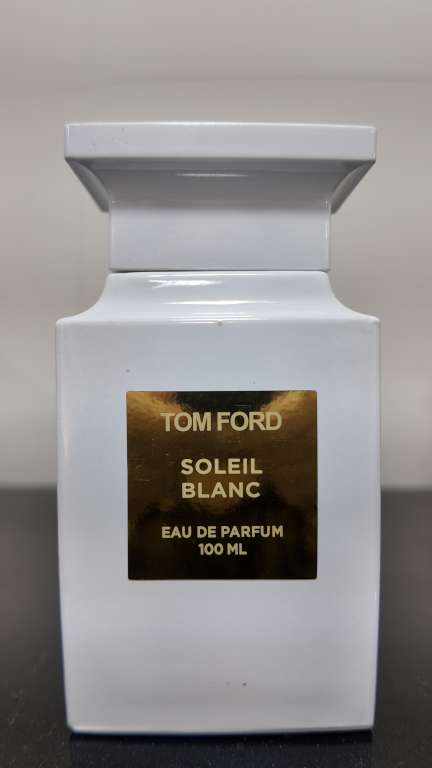 TOM FORD
SOLEIL
BLANC
EAU DE PARFUM
100 ML